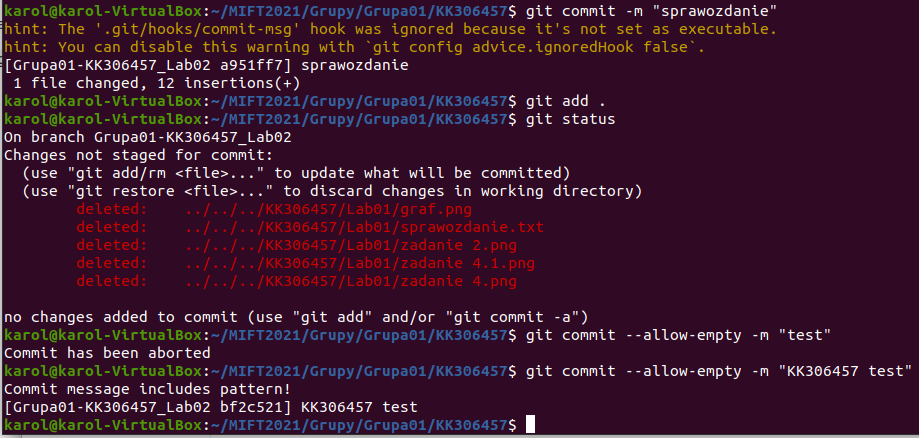 karol@karol-VirtualBox:~/MIFT2021/Grupy/Grupa01/KK306457$ git commit -m "sprawozdanie"
hint: The '.git/hooks/commit-msg' hook was ignored because it's not set as executable.
hint: You can disable this warning with `git config advice.ignoredHook false`.
[Grupa01-KK306457_Lab02 a951ff7] sprawozdanie
 1 file changed, 12 insertions(+)
karol@karol-VirtualBox:~/MIFT2021/Grupy/Grupa01/KK306457$ git add .
karol@karol-VirtualBox:~/MIFT2021/Grupy/Grupa01/KK306457$ git status
On branch Grupa01-KK306457_Lab02
Changes not staged for commit:
  (use "git add/rm <file>..." to update what will be committed)
  (use "git restore <file>..." to discard changes in working directory)
        deleted:    ../../../KK306457/Lab01/graf.png
        deleted:    ../../../KK306457/Lab01/sprawozdanie.txt
        deleted:    ../../../KK306457/Lab01/zadanie 2.png
        deleted:    ../../../KK306457/Lab01/zadanie 4.1.png
        deleted:    ../../../KK306457/Lab01/zadanie 4.png

no changes added to commit (use "git add" and/or "git commit -a")
karol@karol-VirtualBox:~/MIFT2021/Grupy/Grupa01/KK306457$ git commit --allow-empty -m "test"
Commit has been aborted
karol@karol-VirtualBox:~/MIFT2021/Grupy/Grupa01/KK306457$ git commit --allow-empty -m "KK306457 test"
Commit message includes pattern!
[Grupa01-KK306457_Lab02 bf2c521] KK306457 test
karol@karol-VirtualBox:~/MIFT2021/Grupy/Grupa01/KK306457$